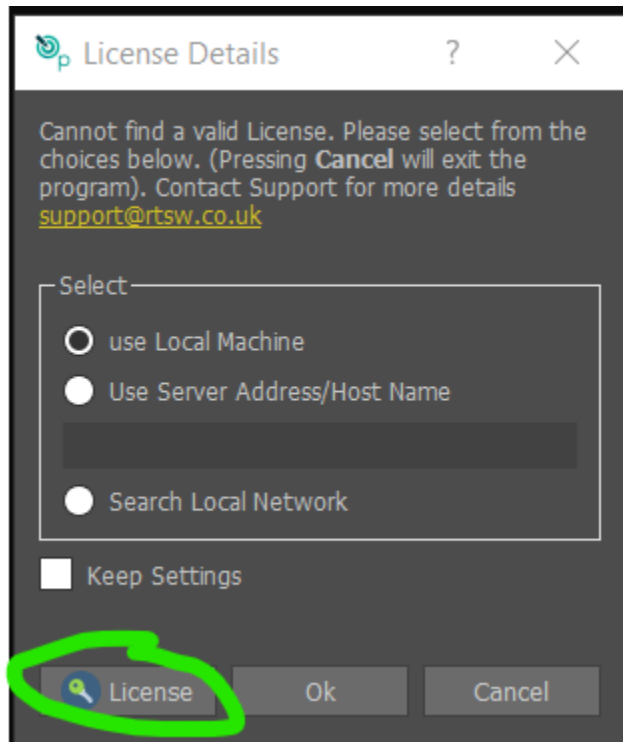 License Details
Cannot find a valid License. Please select from the
choices below. (Pressing Cancel will exit the
program). Contact Support for more details
support@rtsw.co.uk
Select
use Local Machine
Use Server Address/Host Name
Search Local Network
Keep Settings
License Ok Cancel